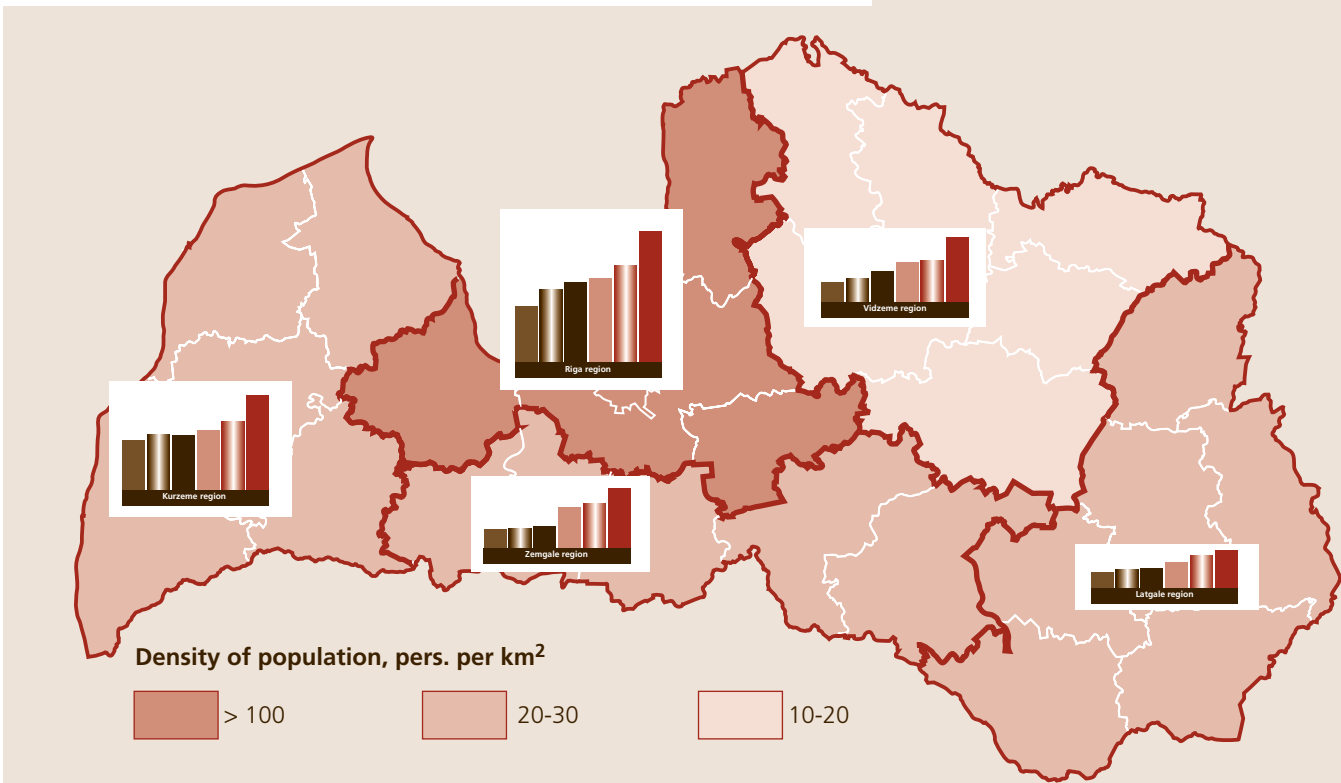 Riga region
Vidzeme region
Kurzeme region
Zemgale region
Latgale region
Density of population, pers. per km²
> 100
20-30
10-20